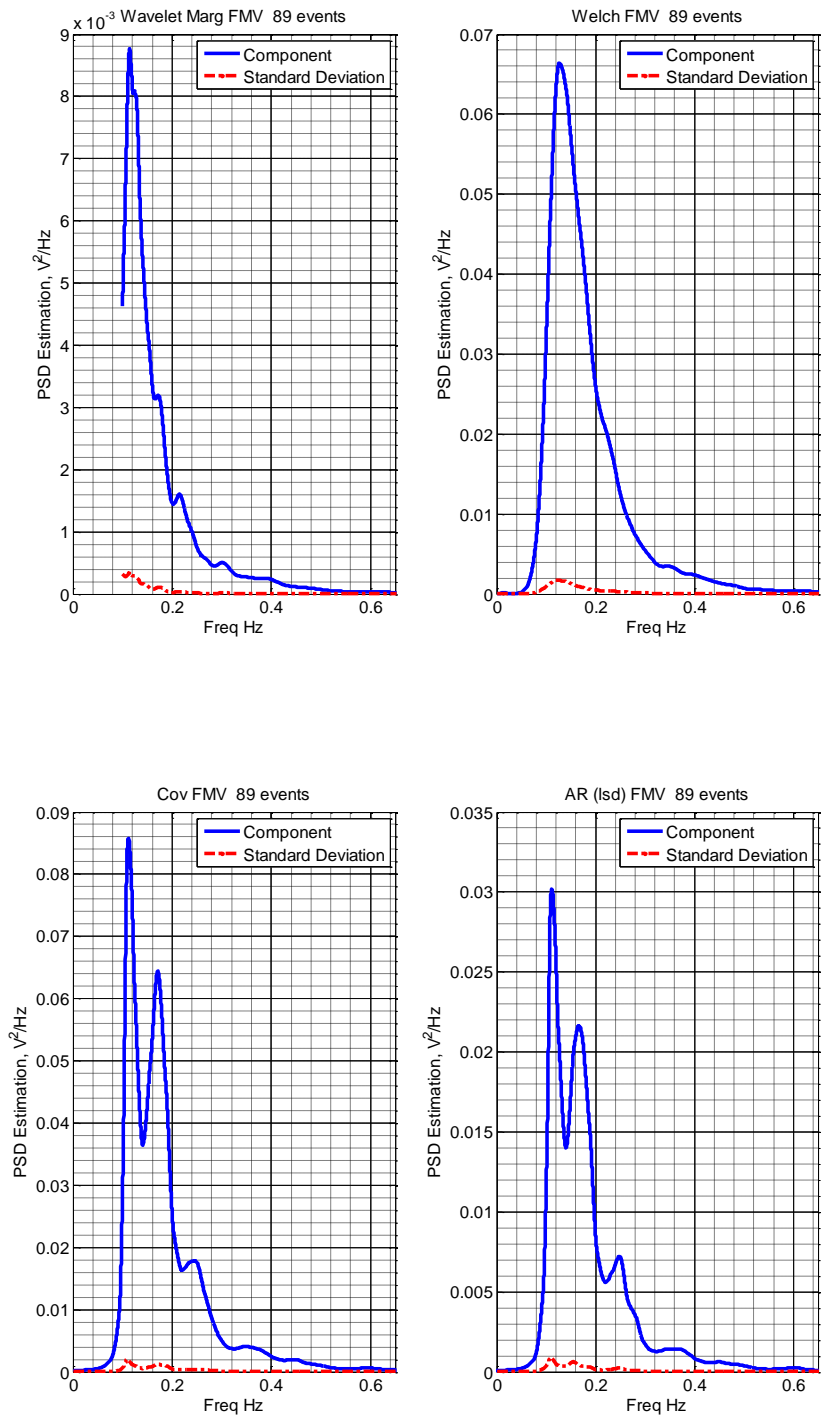 x 10-3 Wavelet Marg FMV 89 events
Component
Standard Deviation
9
8
7
6
5
4
3
2
1
0
PSD Estimation, V2/Hz
0 0.2 0.4 0.6
Freq Hz
Welch FMV 89 events
Component
Standard Deviation
0.07
0.06
0.05
0.04
0.03
0.02
0.01
0
PSD Estimation, V2/Hz
0 0.2 0.4 0.6
Freq Hz
Cov FMV 89 events
Component
Standard Deviation
0.09
0.08
0.07
0.06
0.05
0.04
0.03
0.02
0.01
0
PSD Estimation, V2/Hz
0 0.2 0.4 0.6
Freq Hz
AR (lsd) FMV 89 events
Component
Standard Deviation
0.035
0.03
0.025
0.02
0.015
0.01
0.005
0
PSD Estimation, V2/Hz
0 0.2 0.4 0.6
Freq Hz